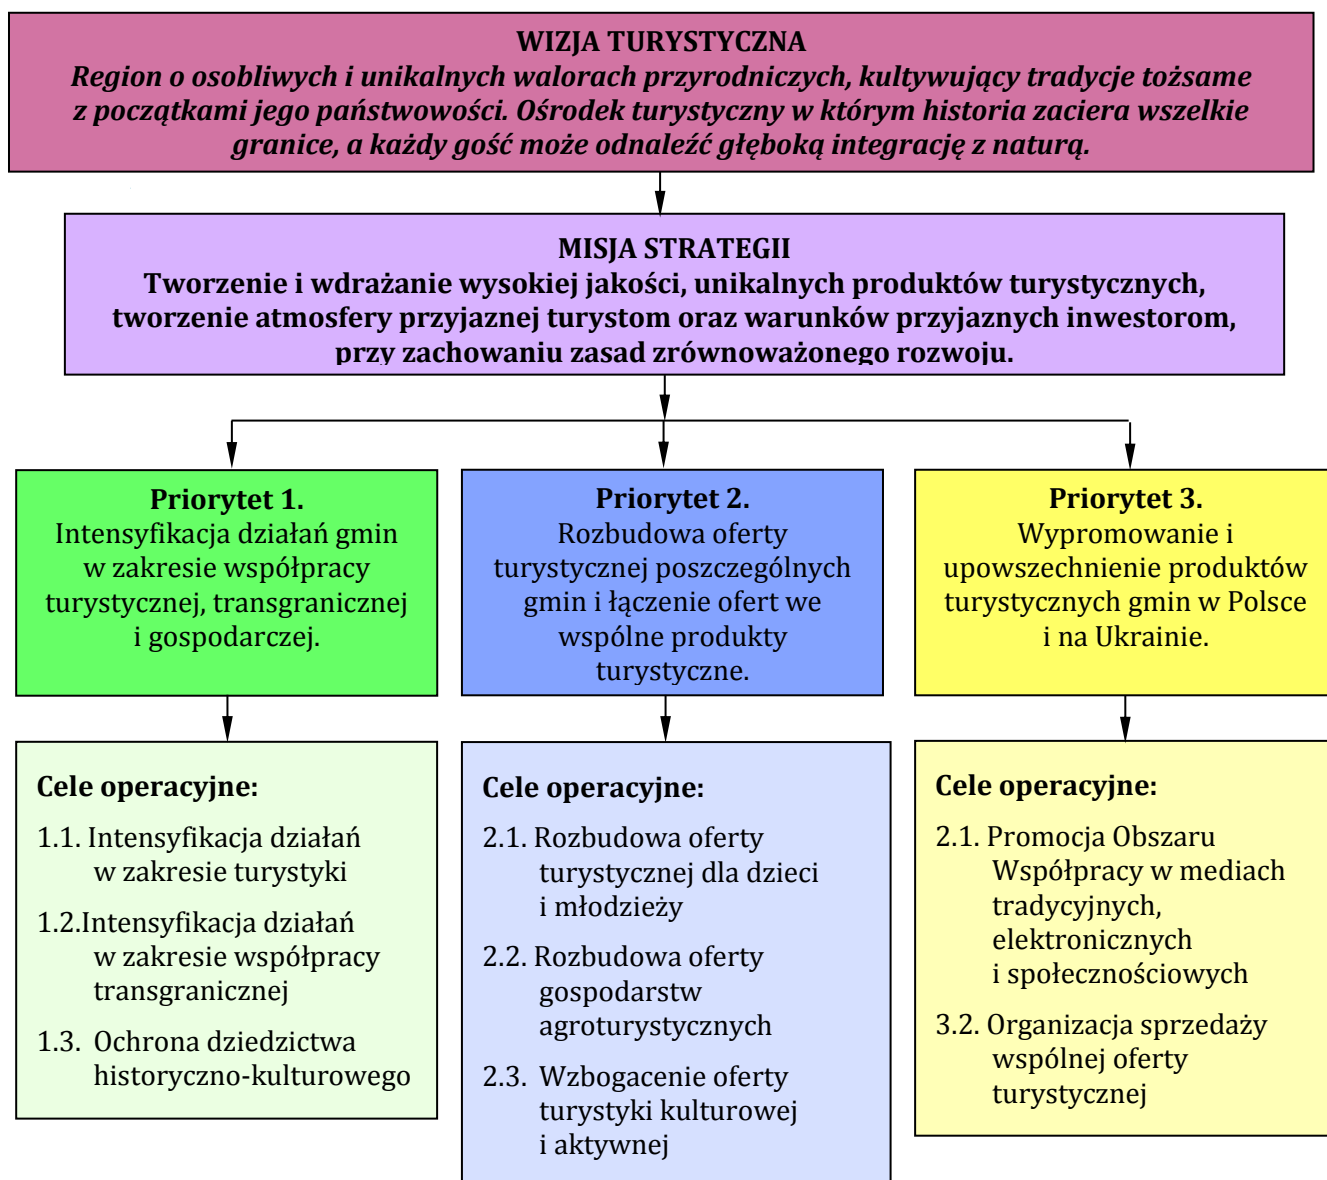 WIZJA TURYSTYCZNA
Region o osobliwych i unikalnych walorach przyrodniczych, kultywujący tradycje tożsame
z początkami jego państwowości. Ośrodek turystyczny w którym historia zaciera wszelkie
granice, a każdy gość może odnaleźć głęboką integrację z naturą.
MISJA STRATEGII
Tworzenie i wdrażanie wysokiej jakości, unikalnych produktów turystycznych,
tworzenie atmosfery przyjaznej turystom oraz warunków przyjaznych inwestorom,
przy zachowaniu zasad zrównoważonego rozwoju.
Priorytet 1.
Intensyfikacja działań gmin
w zakresie współpracy
turystycznej, transgranicznej
i gospodarczej.
Priorytet 2.
Rozbudowa oferty
turystycznej poszczególnych
gmin i łączenie ofert we
wspólne produkty
turystyczne.
Priorytet 3.
Wypromowanie i
upowszechnienie produktów
turystycznych gmin w Polsce
i na Ukrainie.
Cele operacyjne:
1.1. Intensyfikacja działań
w zakresie turystyki
1.2.Intensyfikacja działań
w zakresie współpracy
transgranicznej
1.3. Ochrona dziedzictwa
historyczno-kulturowego
Cele operacyjne:
2.1. Rozbudowa oferty
turystycznej dla dzieci
i młodzieży
2.2. Rozbudowa oferty
gospodarstw
agroturystycznych
2.3. Wzbogacenie oferty
turystyki kulturowej
i aktywnej
Cele operacyjne:
2.1. Promocja Obszaru
Współpracy w mediach
tradycyjnych,
elektronicznych
i społecznościowych
3.2. Organizacja sprzedaży
wspólnej oferty
turystycznej